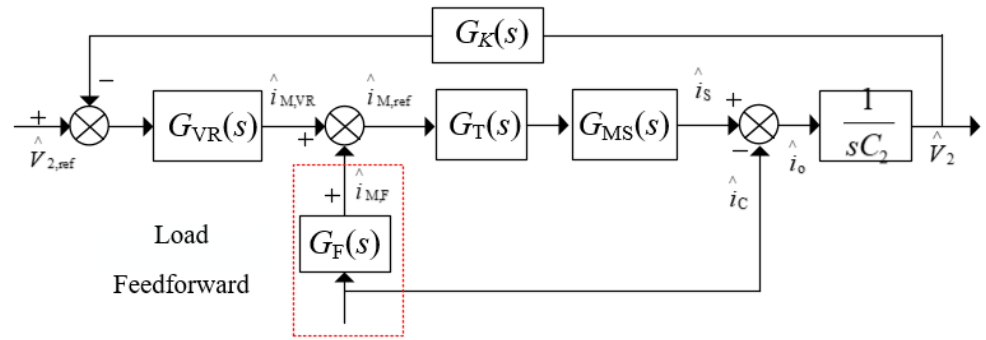 G_K(s)
−
î_M,VR
î_M,ref
î_S
+
+
G_VR(s)
+
G_T(s)
G_MS(s)
−
î_o
1
sC_2
V̂_2,ref
V̂_2
+
î_M,F
î_C
Load
G_F(s)
Feedforward